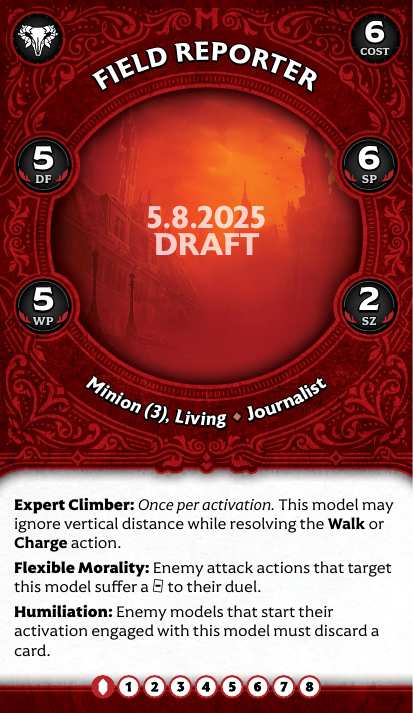 6
COST
FIELD REPORTER
5
DF
6
SP
5.8.2025
DRAFT
5
WP
2
SZ
Minion (3), Living ♦ Journalist
Expert Climber: Once per activation. This model may
ignore vertical distance while resolving the Walk or
Charge action.
Flexible Morality: Enemy attack actions that target
this model suffer a to their duel.
Humiliation: Enemy models that start their
activation engaged with this model must discard a
card.
1 2 3 4 5 6 7 8